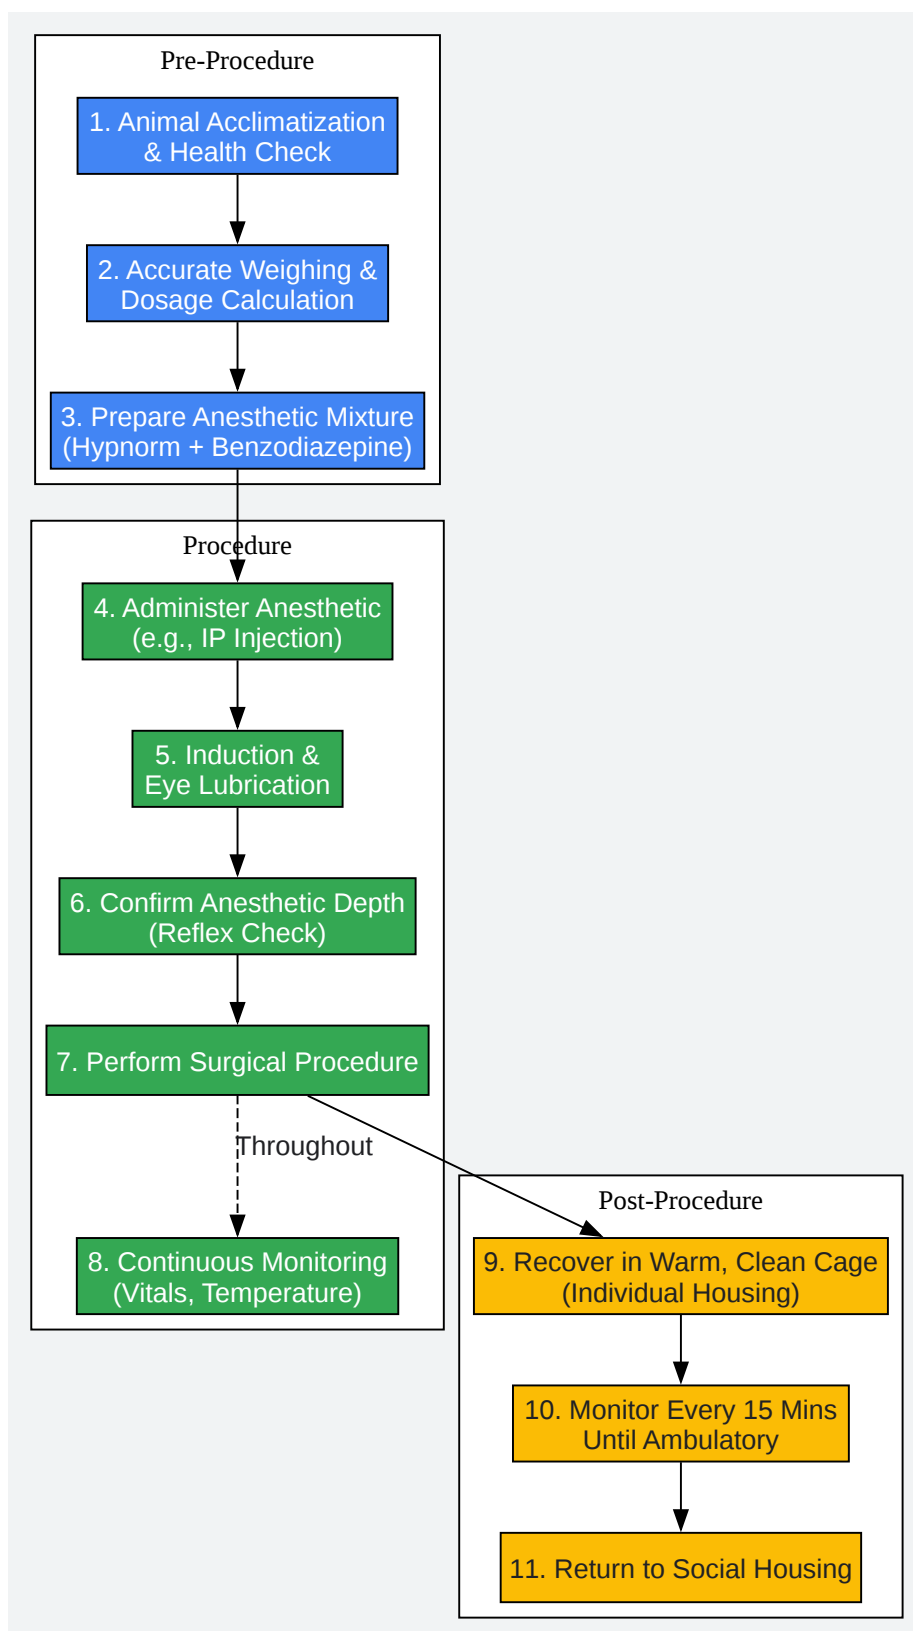 Pre-Procedure
1. Animal Acclimatization
& Health Check
2. Accurate Weighing &
Dosage Calculation
3. Prepare Anesthetic Mixture
(Hypnorm + Benzodiazepine)
Procedure
4. Administer Anesthetic
(e.g., IP Injection)
5. Induction &
Eye Lubrication
6. Confirm Anesthetic Depth
(Reflex Check)
7. Perform Surgical Procedure
Throughout
8. Continuous Monitoring
(Vitals, Temperature)
Post-Procedure
9. Recover in Warm, Clean Cage
(Individual Housing)
10. Monitor Every 15 Mins
Until Ambulatory
11. Return to Social Housing